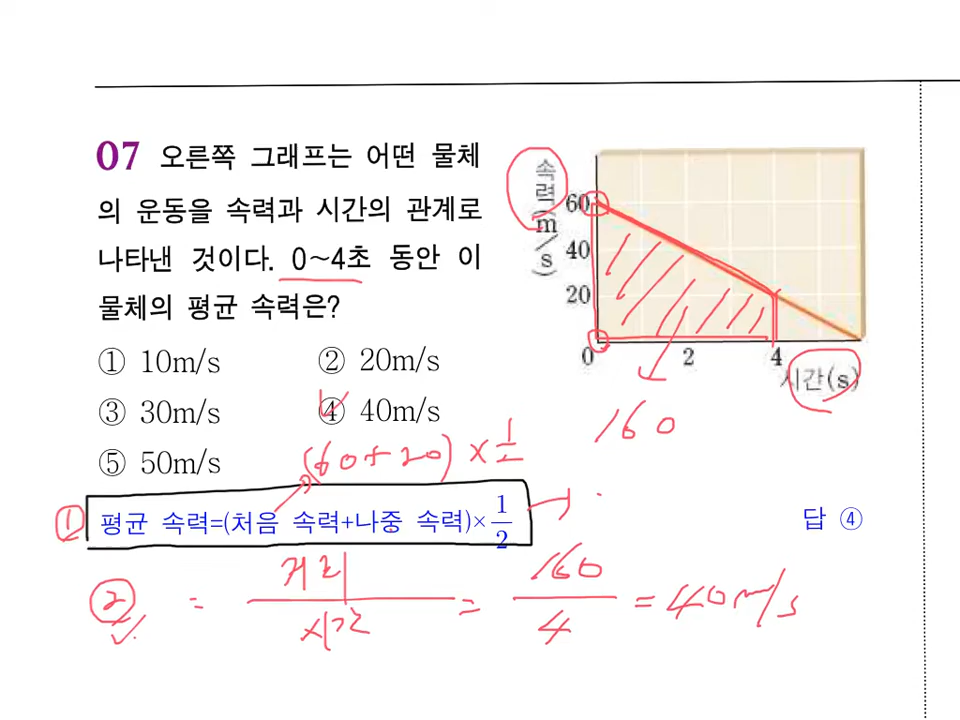 07 오른쪽 그래프는 어떤 물체
의 운동을 속력과 시간의 관계로
나타낸 것이다. 0~4초 동안 이
물체의 평균 속력은?
① 10m/s ② 20m/s
③ 30m/s ④ 40m/s
⑤ 50m/s
속력(m/s)
60
40
20
0 2 4
시간(s)
160
(60+20)×1/2
① 평균 속력=(처음 속력+나중 속력)×1/2
답 ④
② = 거리/시간 = 160/4 = 40m/s